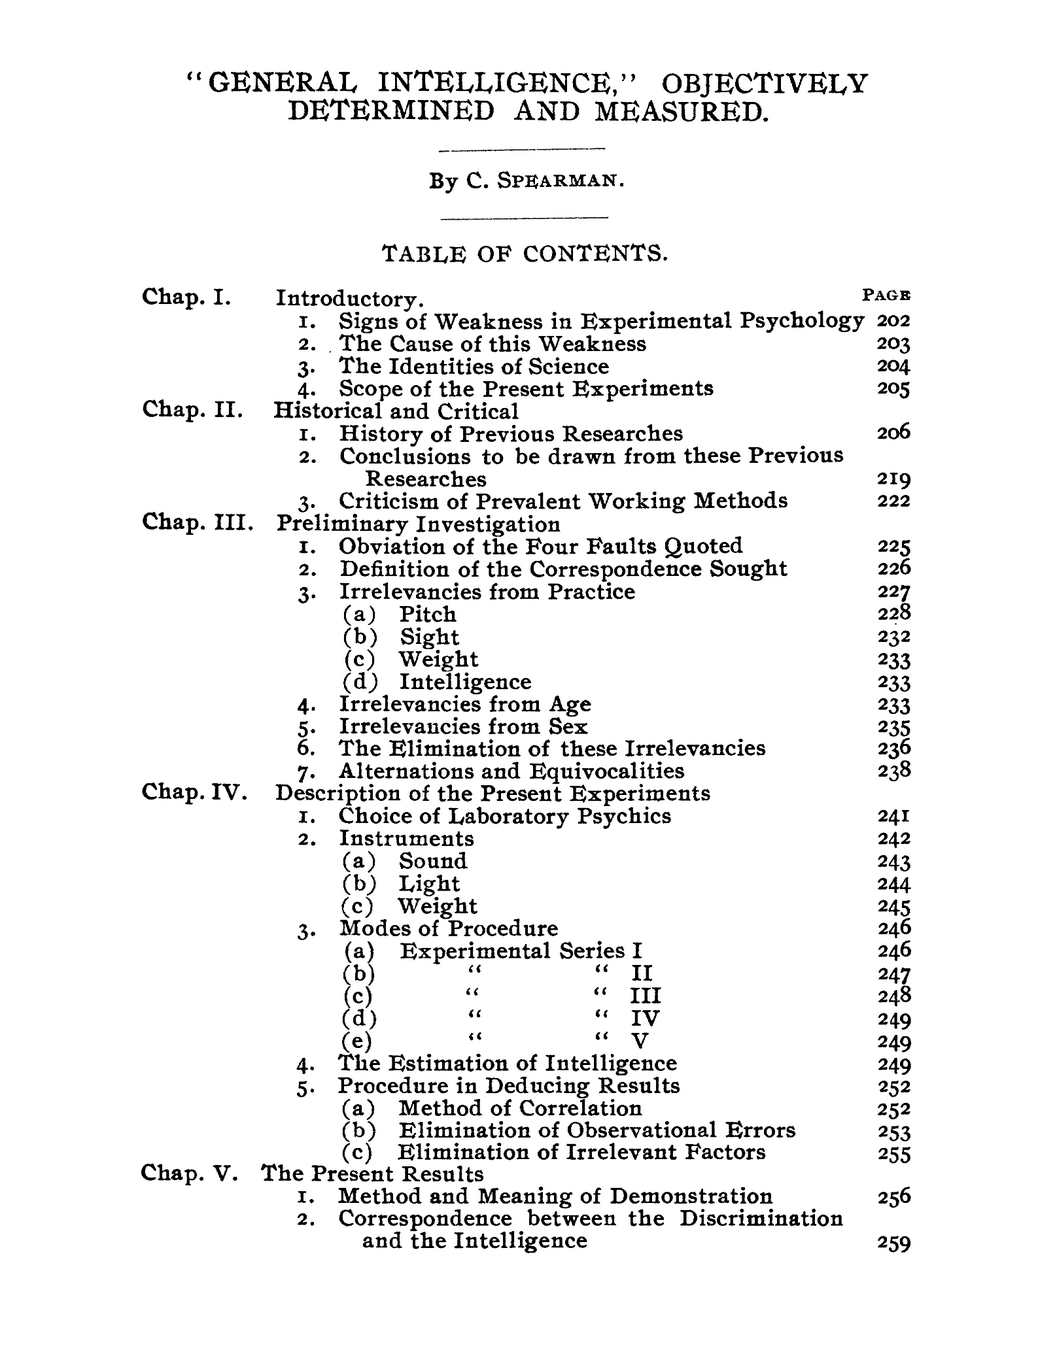 “GENERAL INTELLIGENCE,” OBJECTIVELY
DETERMINED AND MEASURED.
By C. SPEARMAN.
TABLE OF CONTENTS.
Chap. I. Introductory. PAGE
1. Signs of Weakness in Experimental Psychology 202
2. The Cause of this Weakness 203
3. The Identities of Science 204
4. Scope of the Present Experiments 205
Chap. II. Historical and Critical
1. History of Previous Researches 206
2. Conclusions to be drawn from these Previous
Researches 219
3. Criticism of Prevalent Working Methods 222
Chap. III. Preliminary Investigation
1. Obviation of the Four Faults Quoted 225
2. Definition of the Correspondence Sought 226
3. Irrelevancies from Practice 227
(a) Pitch 228
(b) Sight 232
(c) Weight 233
(d) Intelligence 233
4. Irrelevancies from Age 233
5. Irrelevancies from Sex 235
6. The Elimination of these Irrelevancies 236
7. Alternations and Equivocalities 238
Chap. IV. Description of the Present Experiments
1. Choice of Laboratory Psychics 241
2. Instruments 242
(a) Sound 243
(b) Light 244
(c) Weight 245
3. Modes of Procedure 246
(a) Experimental Series I 246
(b) “ “ II 247
(c) “ “ III 248
(d) “ “ IV 249
(e) “ “ V 249
4. The Estimation of Intelligence 249
5. Procedure in Deducing Results 252
(a) Method of Correlation 252
(b) Elimination of Observational Errors 253
(c) Elimination of Irrelevant Factors 255
Chap. V. The Present Results
1. Method and Meaning of Demonstration 256
2. Correspondence between the Discrimination
and the Intelligence 259